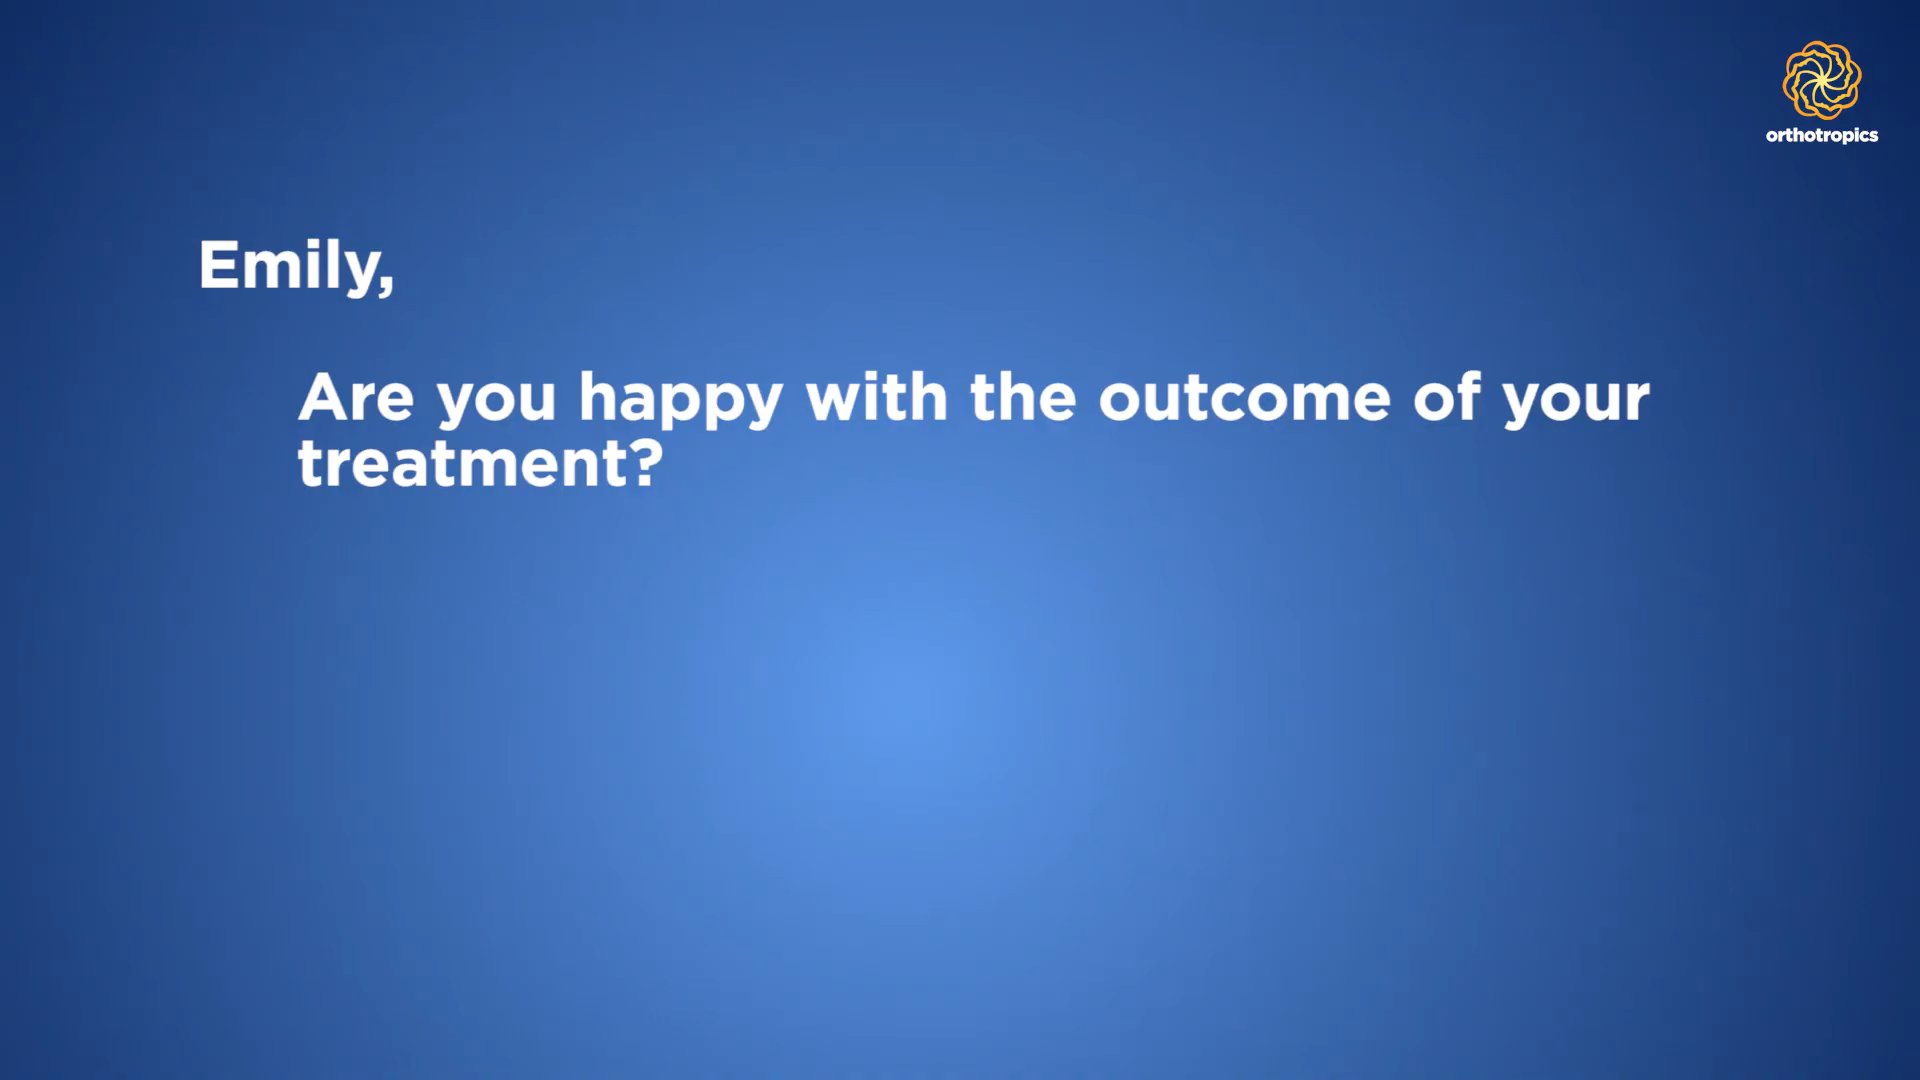 orthotropics
Emily,
Are you happy with the outcome of your
treatment?